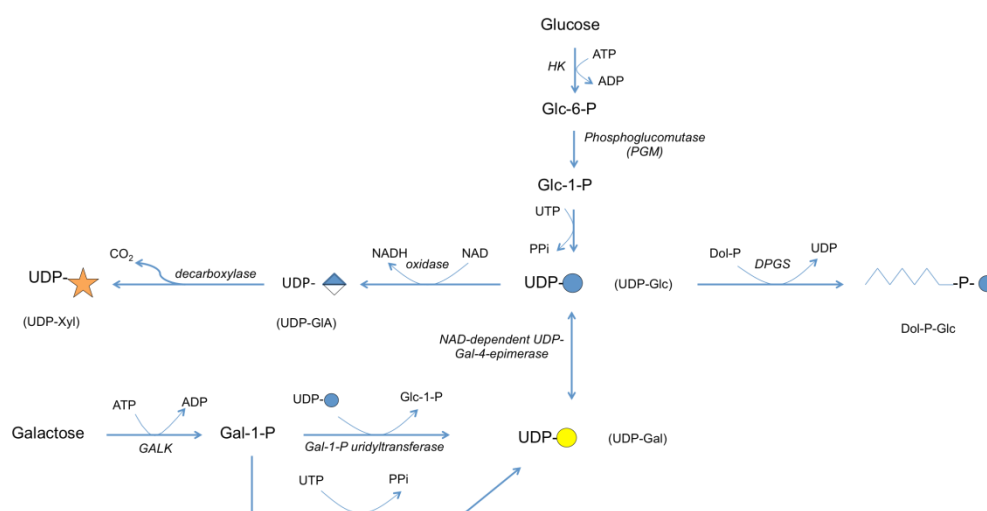 Glucose
ATP
HK
ADP
Glc-6-P
Phosphoglucomutase
(PGM)
Glc-1-P
UTP
PPi
CO2
decarboxylase
NADH
oxidase
NAD
Dol-P
DPGS
UDP
UDP-
UDP-
UDP-
(UDP-Glc)
-P-
(UDP-Xyl)
(UDP-GlA)
Dol-P-Glc
NAD-dependent UDP-
Gal-4-epimerase
ATP
ADP
UDP-
Glc-1-P
Galactose
GALK
Gal-1-P
Gal-1-P uridyltransferase
UDP-
(UDP-Gal)
UTP
PPi